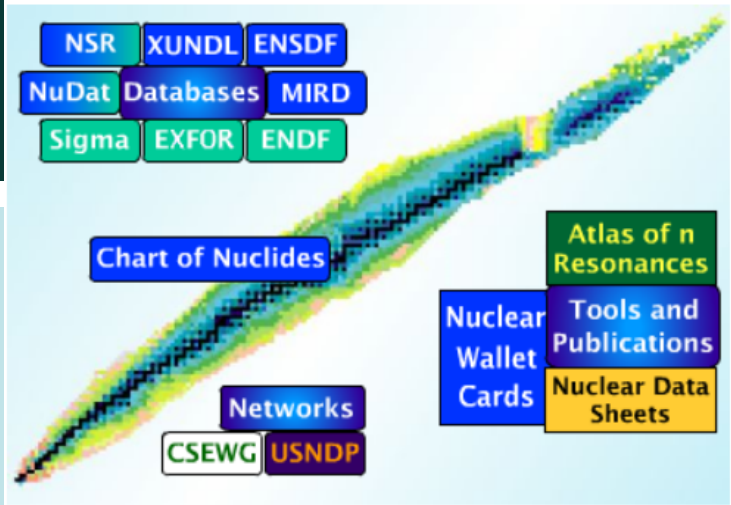 NSR XUNDL ENSDF
NuDat Databases MIRD
Sigma EXFOR ENDF
Chart of Nuclides
Atlas of n
Resonances
Nuclear
Wallet
Cards
Tools and
Publications
Nuclear Data
Sheets
Networks
CSEWG USNDP